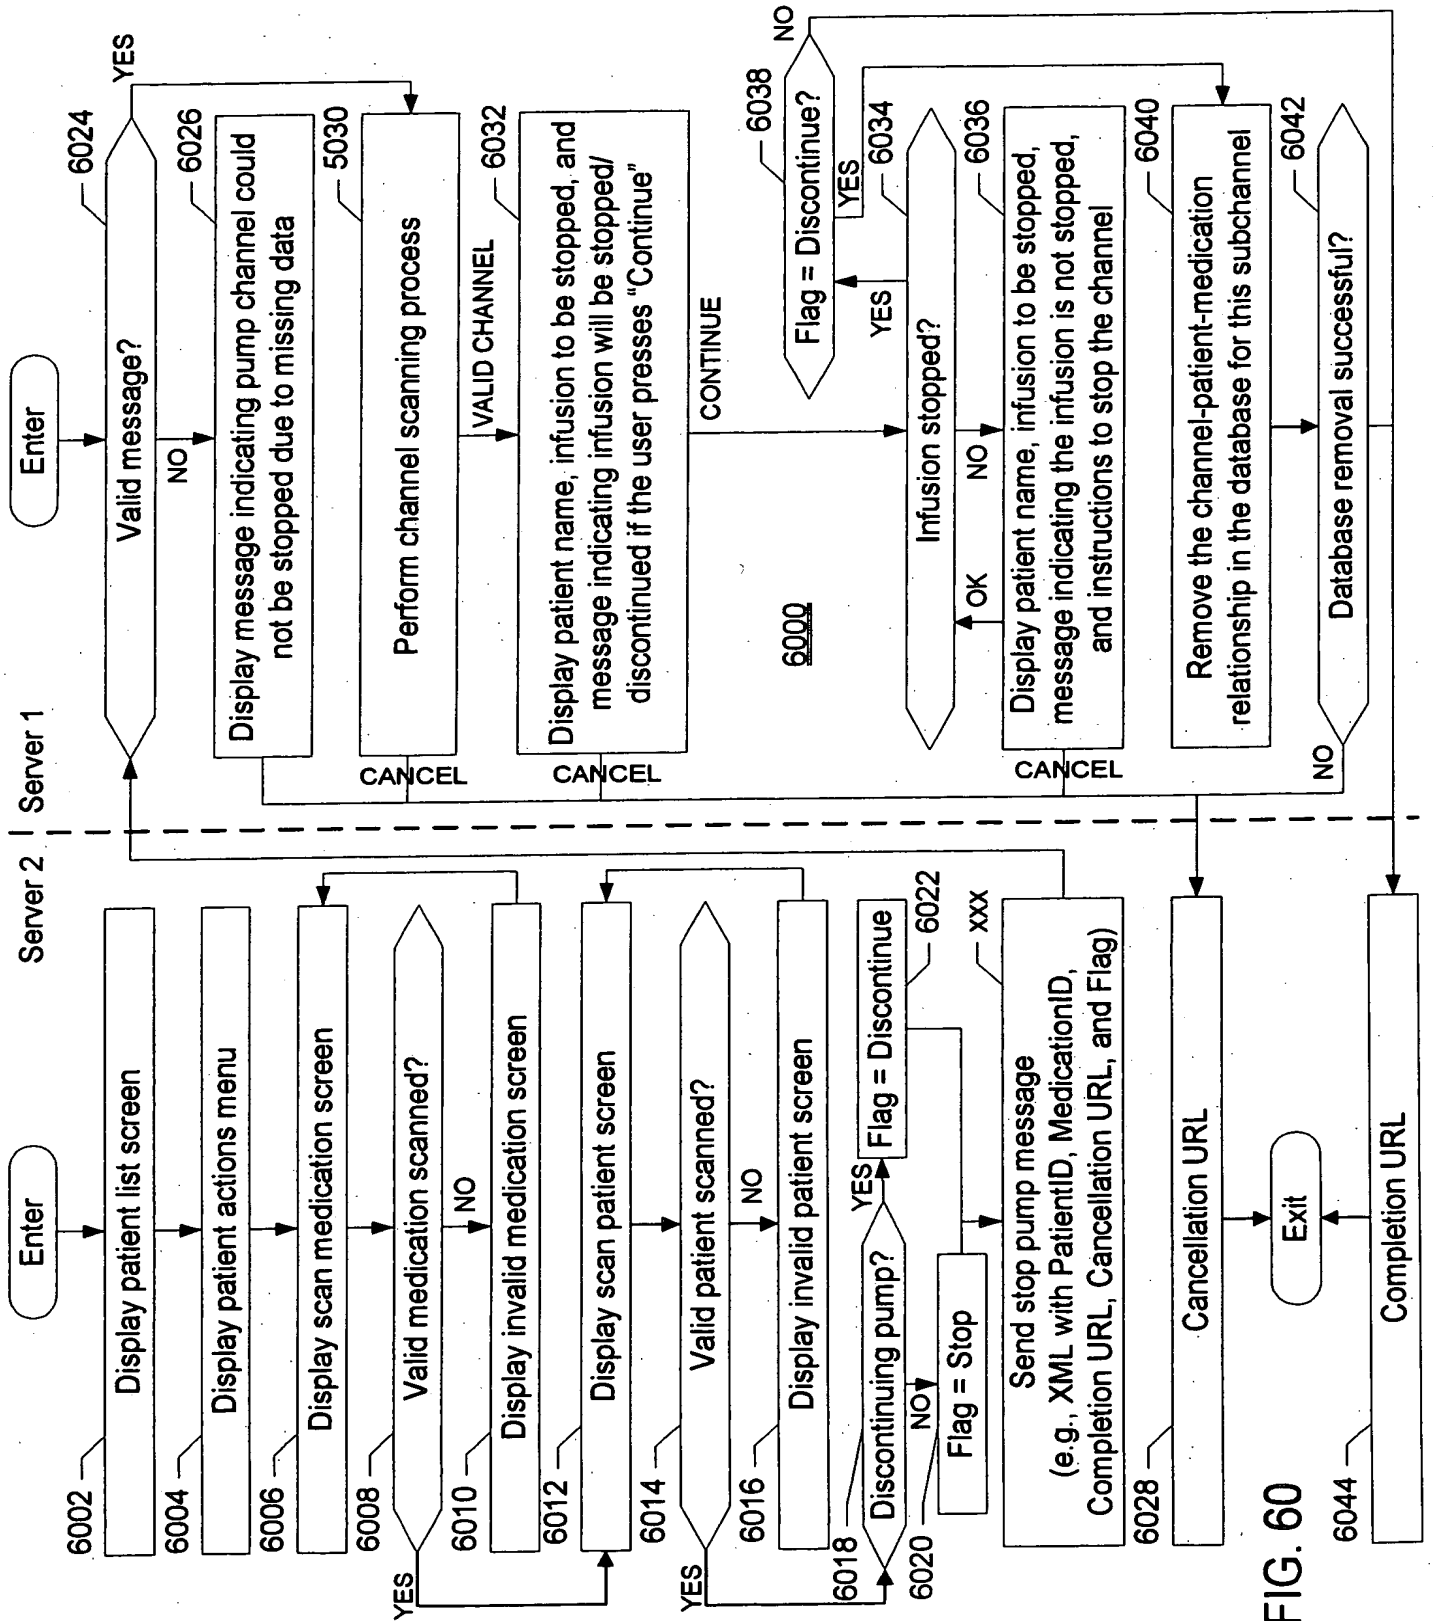 Server 2
Server 1
Enter
6002
Display patient list screen
6004
Display patient actions menu
6006
Display scan medication screen
6008
Valid medication scanned?
YES
NO
6010
Display invalid medication screen
6012
Display scan patient screen
6014
Valid patient scanned?
YES
NO
6016
Display invalid patient screen
6018
Discontinuing pump?
YES
Flag = Discontinue
6022
NO
6020
Flag = Stop
XXX
Send stop pump message
(e.g., XML with PatientID, MedicationID,
Completion URL, Cancellation URL, and Flag)
6028
Cancellation URL
Exit
6044
Completion URL
Enter
6024
Valid message?
YES
NO
6026
Display message indicating pump channel could
not be stopped due to missing data
5030
Perform channel scanning process
CANCEL
VALID CHANNEL
6032
Display patient name, infusion to be stopped, and
message indicating infusion will be stopped/
discontinued if the user presses "Continue"
CANCEL
CONTINUE
6000
6038
Flag = Discontinue?
NO
YES
YES
6034
Infusion stopped?
OK
NO
6036
Display patient name, infusion to be stopped,
message indicating the infusion is not stopped,
and instructions to stop the channel
CANCEL
6040
Remove the channel-patient-medication
relationship in the database for this subchannel
6042
Database removal successful?
NO
FIG. 60